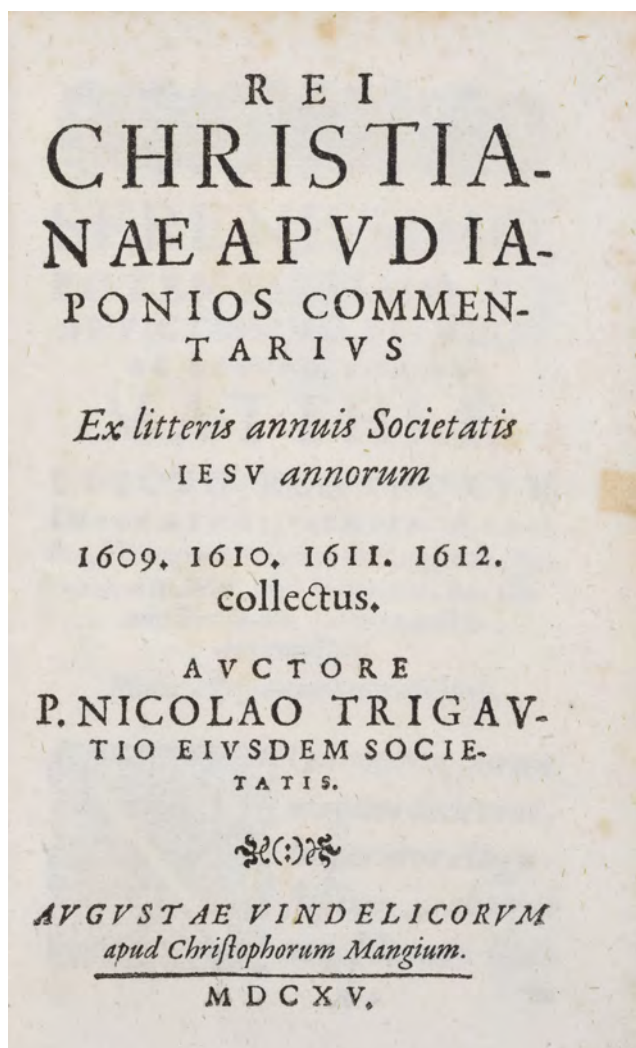 REI
CHRISTIA-
NAE APVD IA-
PONIOS COMMEN-
TARIVS
Ex litteris annuis Societatis
IESV annorum
1609. 1610. 1611. 1612.
collectus.
AVCTORE
P. NICOLAO TRIGAV-
TIO EIVSDEM SOCIE-
TATIS.
(:)
AVGVSTAE VINDELICORVM
apud Chriſtophorum Mangium.
MDCXV.